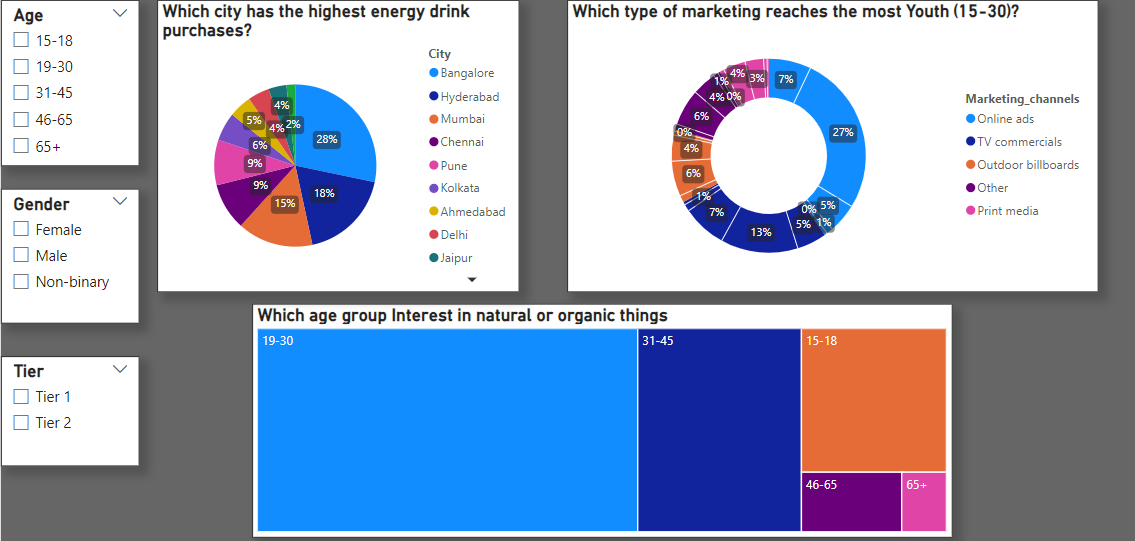 Age
15-18
19-30
31-45
46-65
65+
Gender
Female
Male
Non-binary
Tier
Tier 1
Tier 2
Which city has the highest energy drink
purchases?
28%
18%
15%
9%
9%
6%
5%
4%
4%
2%
City
Bangalore
Hyderabad
Mumbai
Chennai
Pune
Kolkata
Ahmedabad
Delhi
Jaipur
Which type of marketing reaches the most Youth (15-30)?
7%
27%
5%
1%
0%
5%
13%
7%
1%
6%
4%
0%
6%
4%
1%
0%
4%
3%
Marketing_channels
Online ads
TV commercials
Outdoor billboards
Other
Print media
Which age group Interest in natural or organic things
19-30
31-45
15-18
46-65
65+